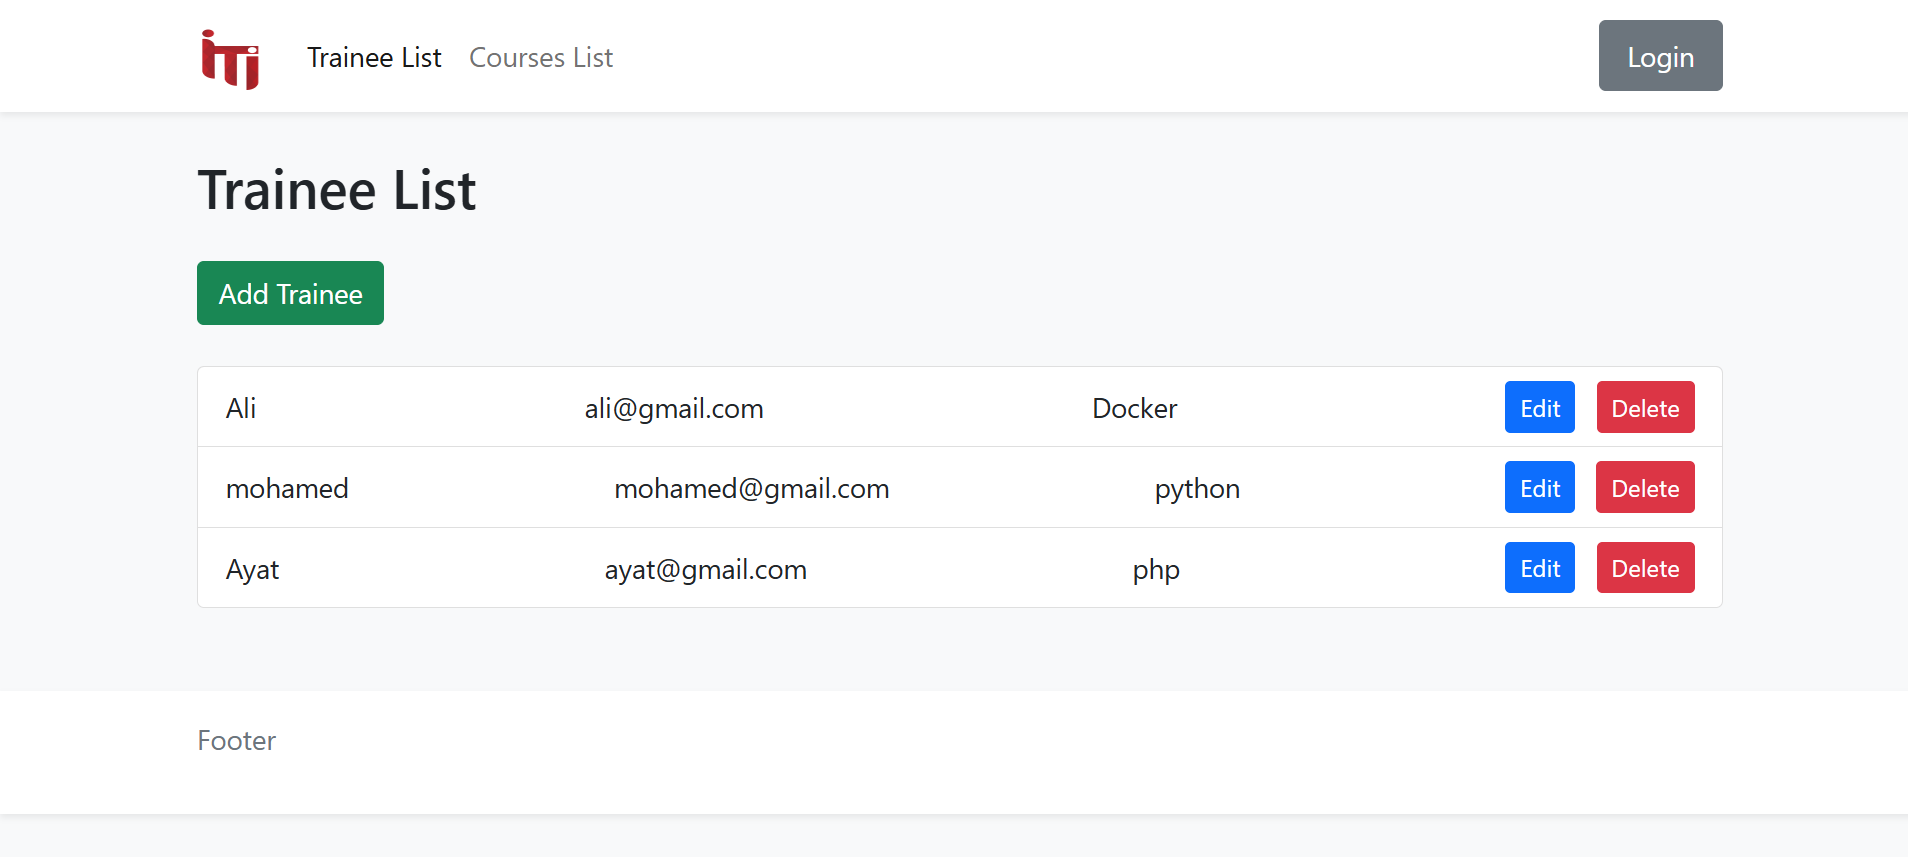 iTi Trainee List Courses List Login
Trainee List
Add Trainee
Ali ali@gmail.com Docker Edit Delete
mohamed mohamed@gmail.com python Edit Delete
Ayat ayat@gmail.com php Edit Delete
Footer